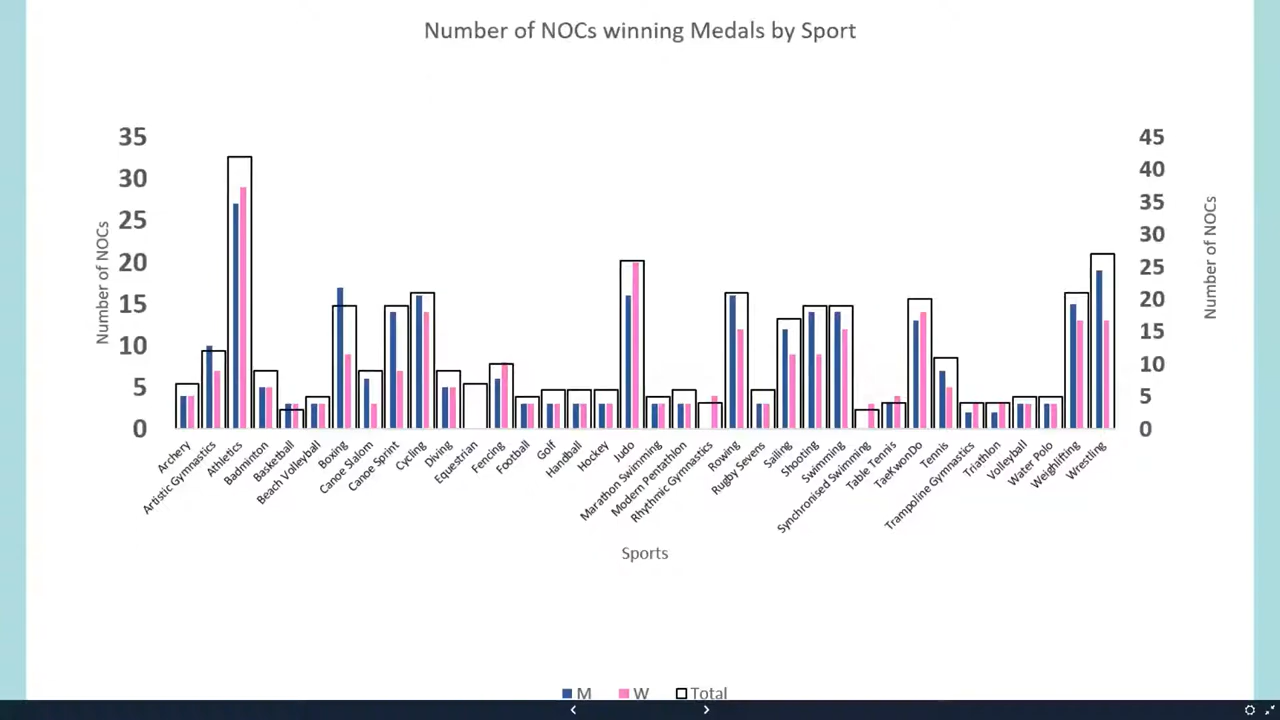 Number of NOCs winning Medals by Sport
35
30
25
20
15
10
5
0
Number of NOCs
45
40
35
30
25
20
15
10
5
0
Number of NOCs
Archery
Artistic Gymnastics
Athletics
Badminton
Basketball
Beach Volleyball
Boxing
Canoe Slalom
Canoe Sprint
Cycling
Diving
Equestrian
Fencing
Football
Golf
Handball
Hockey
Judo
Marathon Swimming
Modern Pentathlon
Rhythmic Gymnastics
Rowing
Rugby Sevens
Sailing
Shooting
Swimming
Synchronised Swimming
Table Tennis
TaeKwonDo
Tennis
Trampoline Gymnastics
Triathlon
Volleyball
Water Polo
Weighlifting
Wrestling
Sports
M W Total